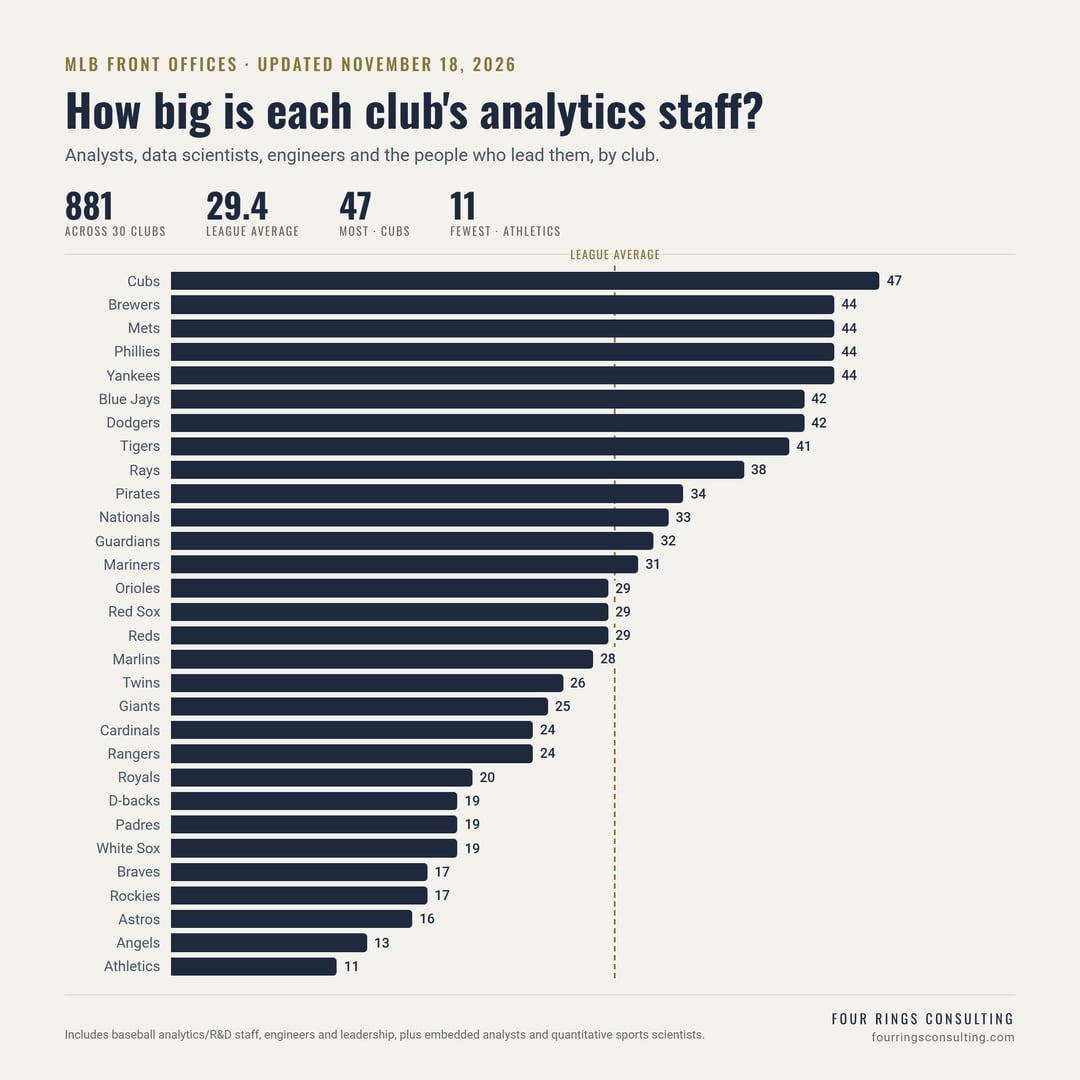 MLB FRONT OFFICES · UPDATED NOVEMBER 18, 2026
How big is each club's analytics staff?
Analysts, data scientists, engineers and the people who lead them, by club.
881 29.4 47 11
ACROSS 30 CLUBS LEAGUE AVERAGE MOST · CUBS FEWEST · ATHLETICS
LEAGUE AVERAGE
Cubs 47
Brewers 44
Mets 44
Phillies 44
Yankees 44
Blue Jays 42
Dodgers 42
Tigers 41
Rays 38
Pirates 34
Nationals 33
Guardians 32
Mariners 31
Orioles 29
Red Sox 29
Reds 29
Marlins 28
Twins 26
Giants 25
Cardinals 24
Rangers 24
Royals 20
D-backs 19
Padres 19
White Sox 19
Braves 17
Rockies 17
Astros 16
Angels 13
Athletics 11
FOUR RINGS CONSULTING
Includes baseball analytics/R&D staff, engineers and leadership, plus embedded analysts and quantitative sports scientists.
fourringsconsulting.com